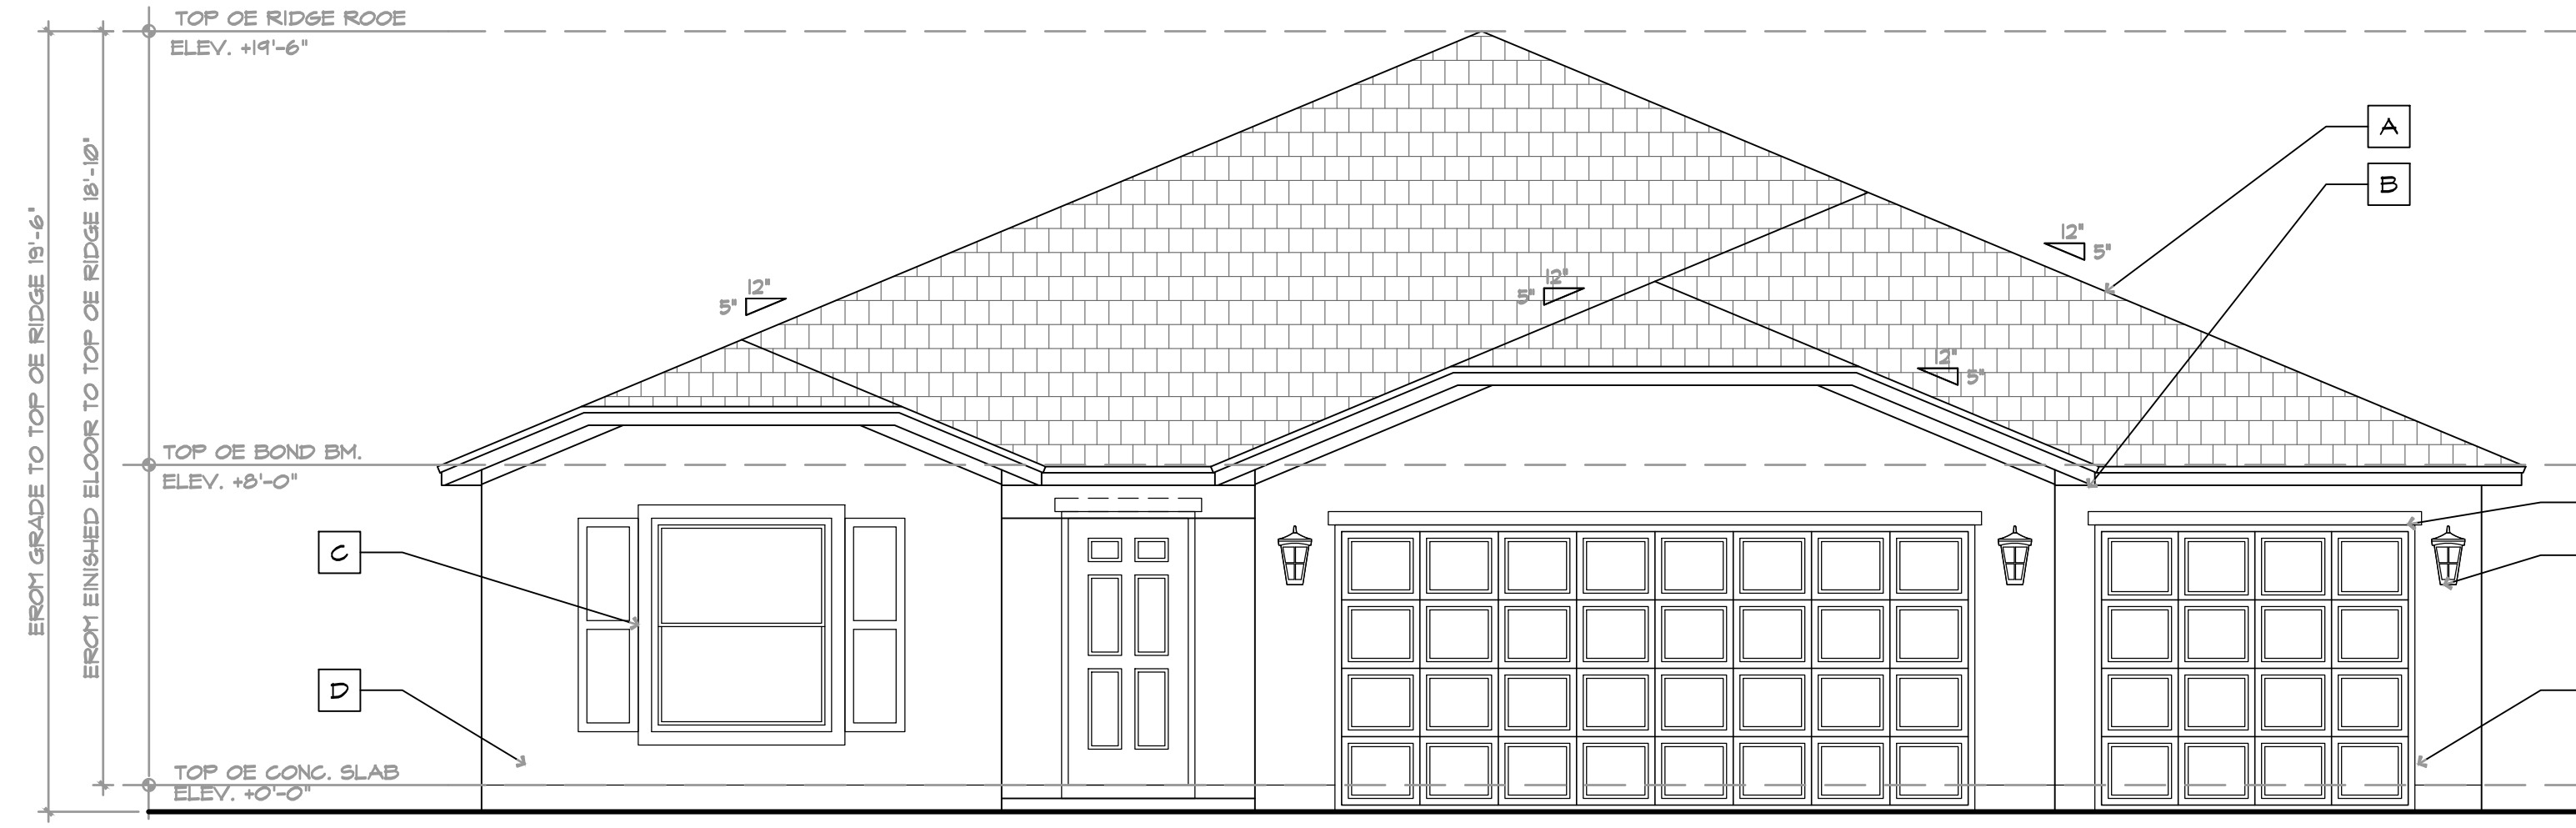 TOP OE RIDGE ROOE
ELEV. +19'-6"
A
B
12"
5"
12"
5"
12"
5"
12"
5"
TOP OE BOND BM.
ELEV. +8'-0"
C
D
TOP OE CONC. SLAB
ELEV. +0'-0"
EROM GRADE TO TOP OE RIDGE 19'-6"
EROM EINISHED ELOOR TO TOP OE RIDGE 18'-10"